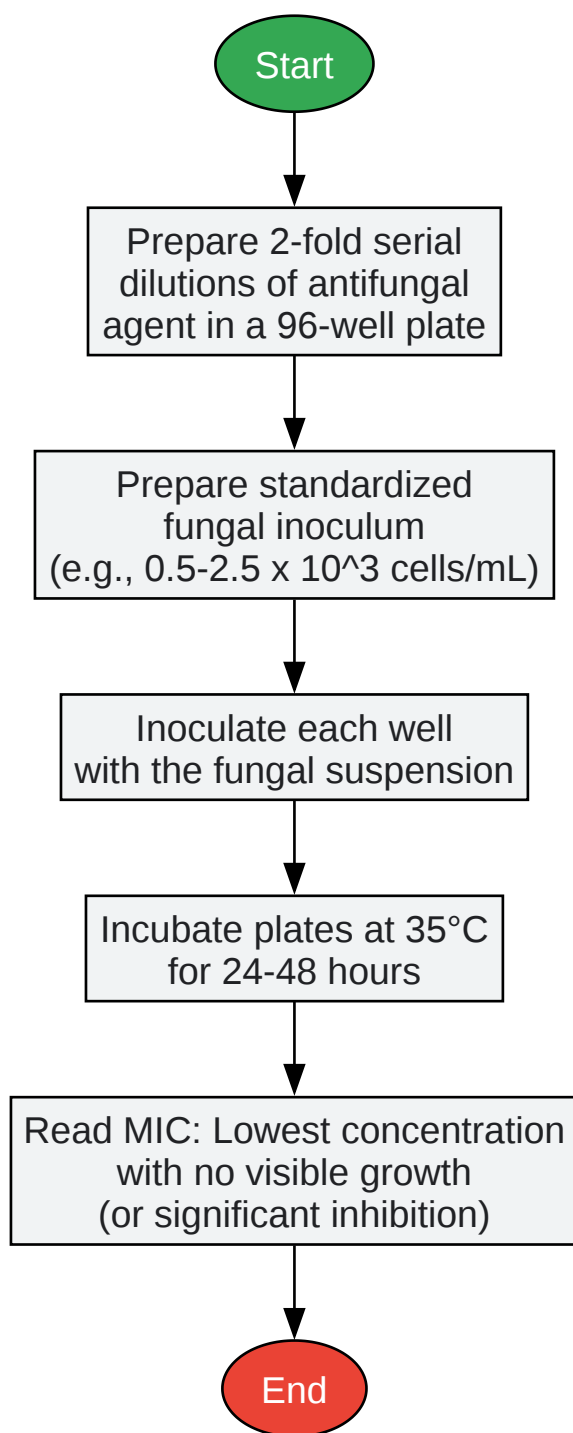 Start
Prepare 2-fold serial
dilutions of antifungal
agent in a 96-well plate
Prepare standardized
fungal inoculum
(e.g., 0.5-2.5 x 10^3 cells/mL)
Inoculate each well
with the fungal suspension
Incubate plates at 35°C
for 24-48 hours
Read MIC: Lowest concentration
with no visible growth
(or significant inhibition)
End